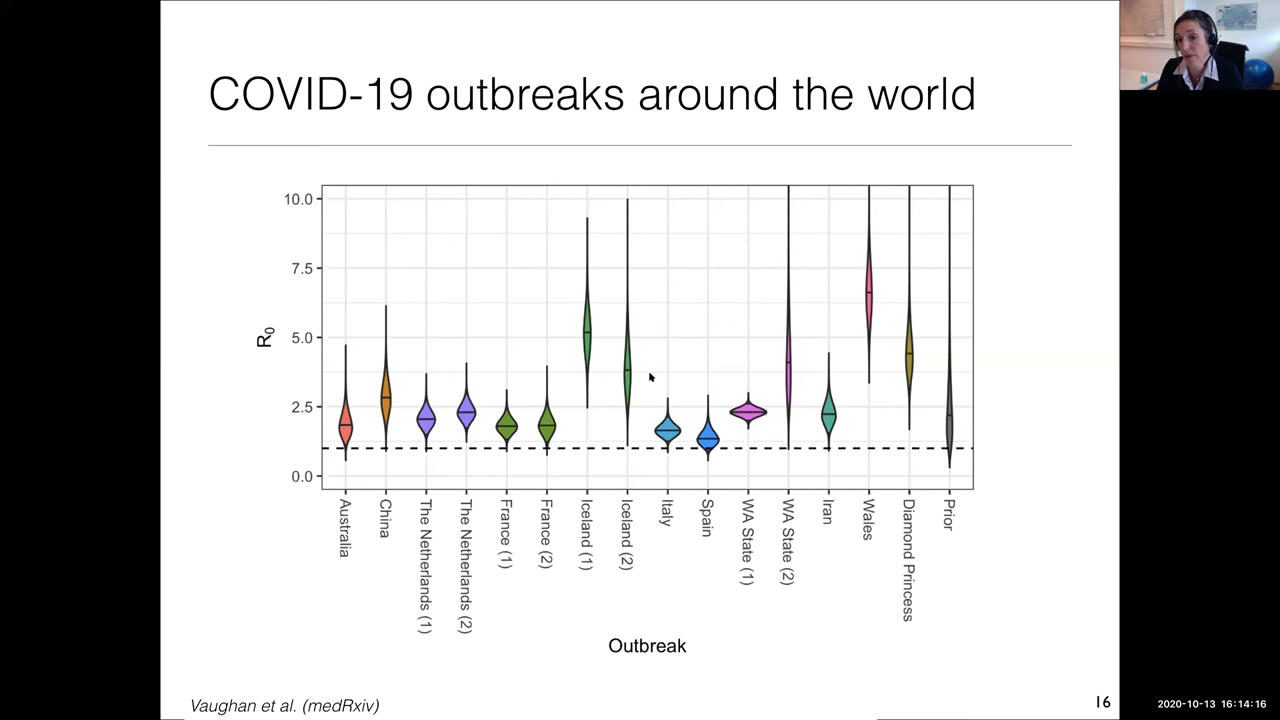 COVID-19 outbreaks around the world
10.0
7.5
5.0
2.5
0.0
R0
Australia
China
The Netherlands (1)
The Netherlands (2)
France (1)
France (2)
Iceland (1)
Iceland (2)
Italy
Spain
WA State (1)
WA State (2)
Iran
Wales
Diamond Princess
Prior
Outbreak
Vaughan et al. (medRxiv)
16
2020-10-13 16:14:16